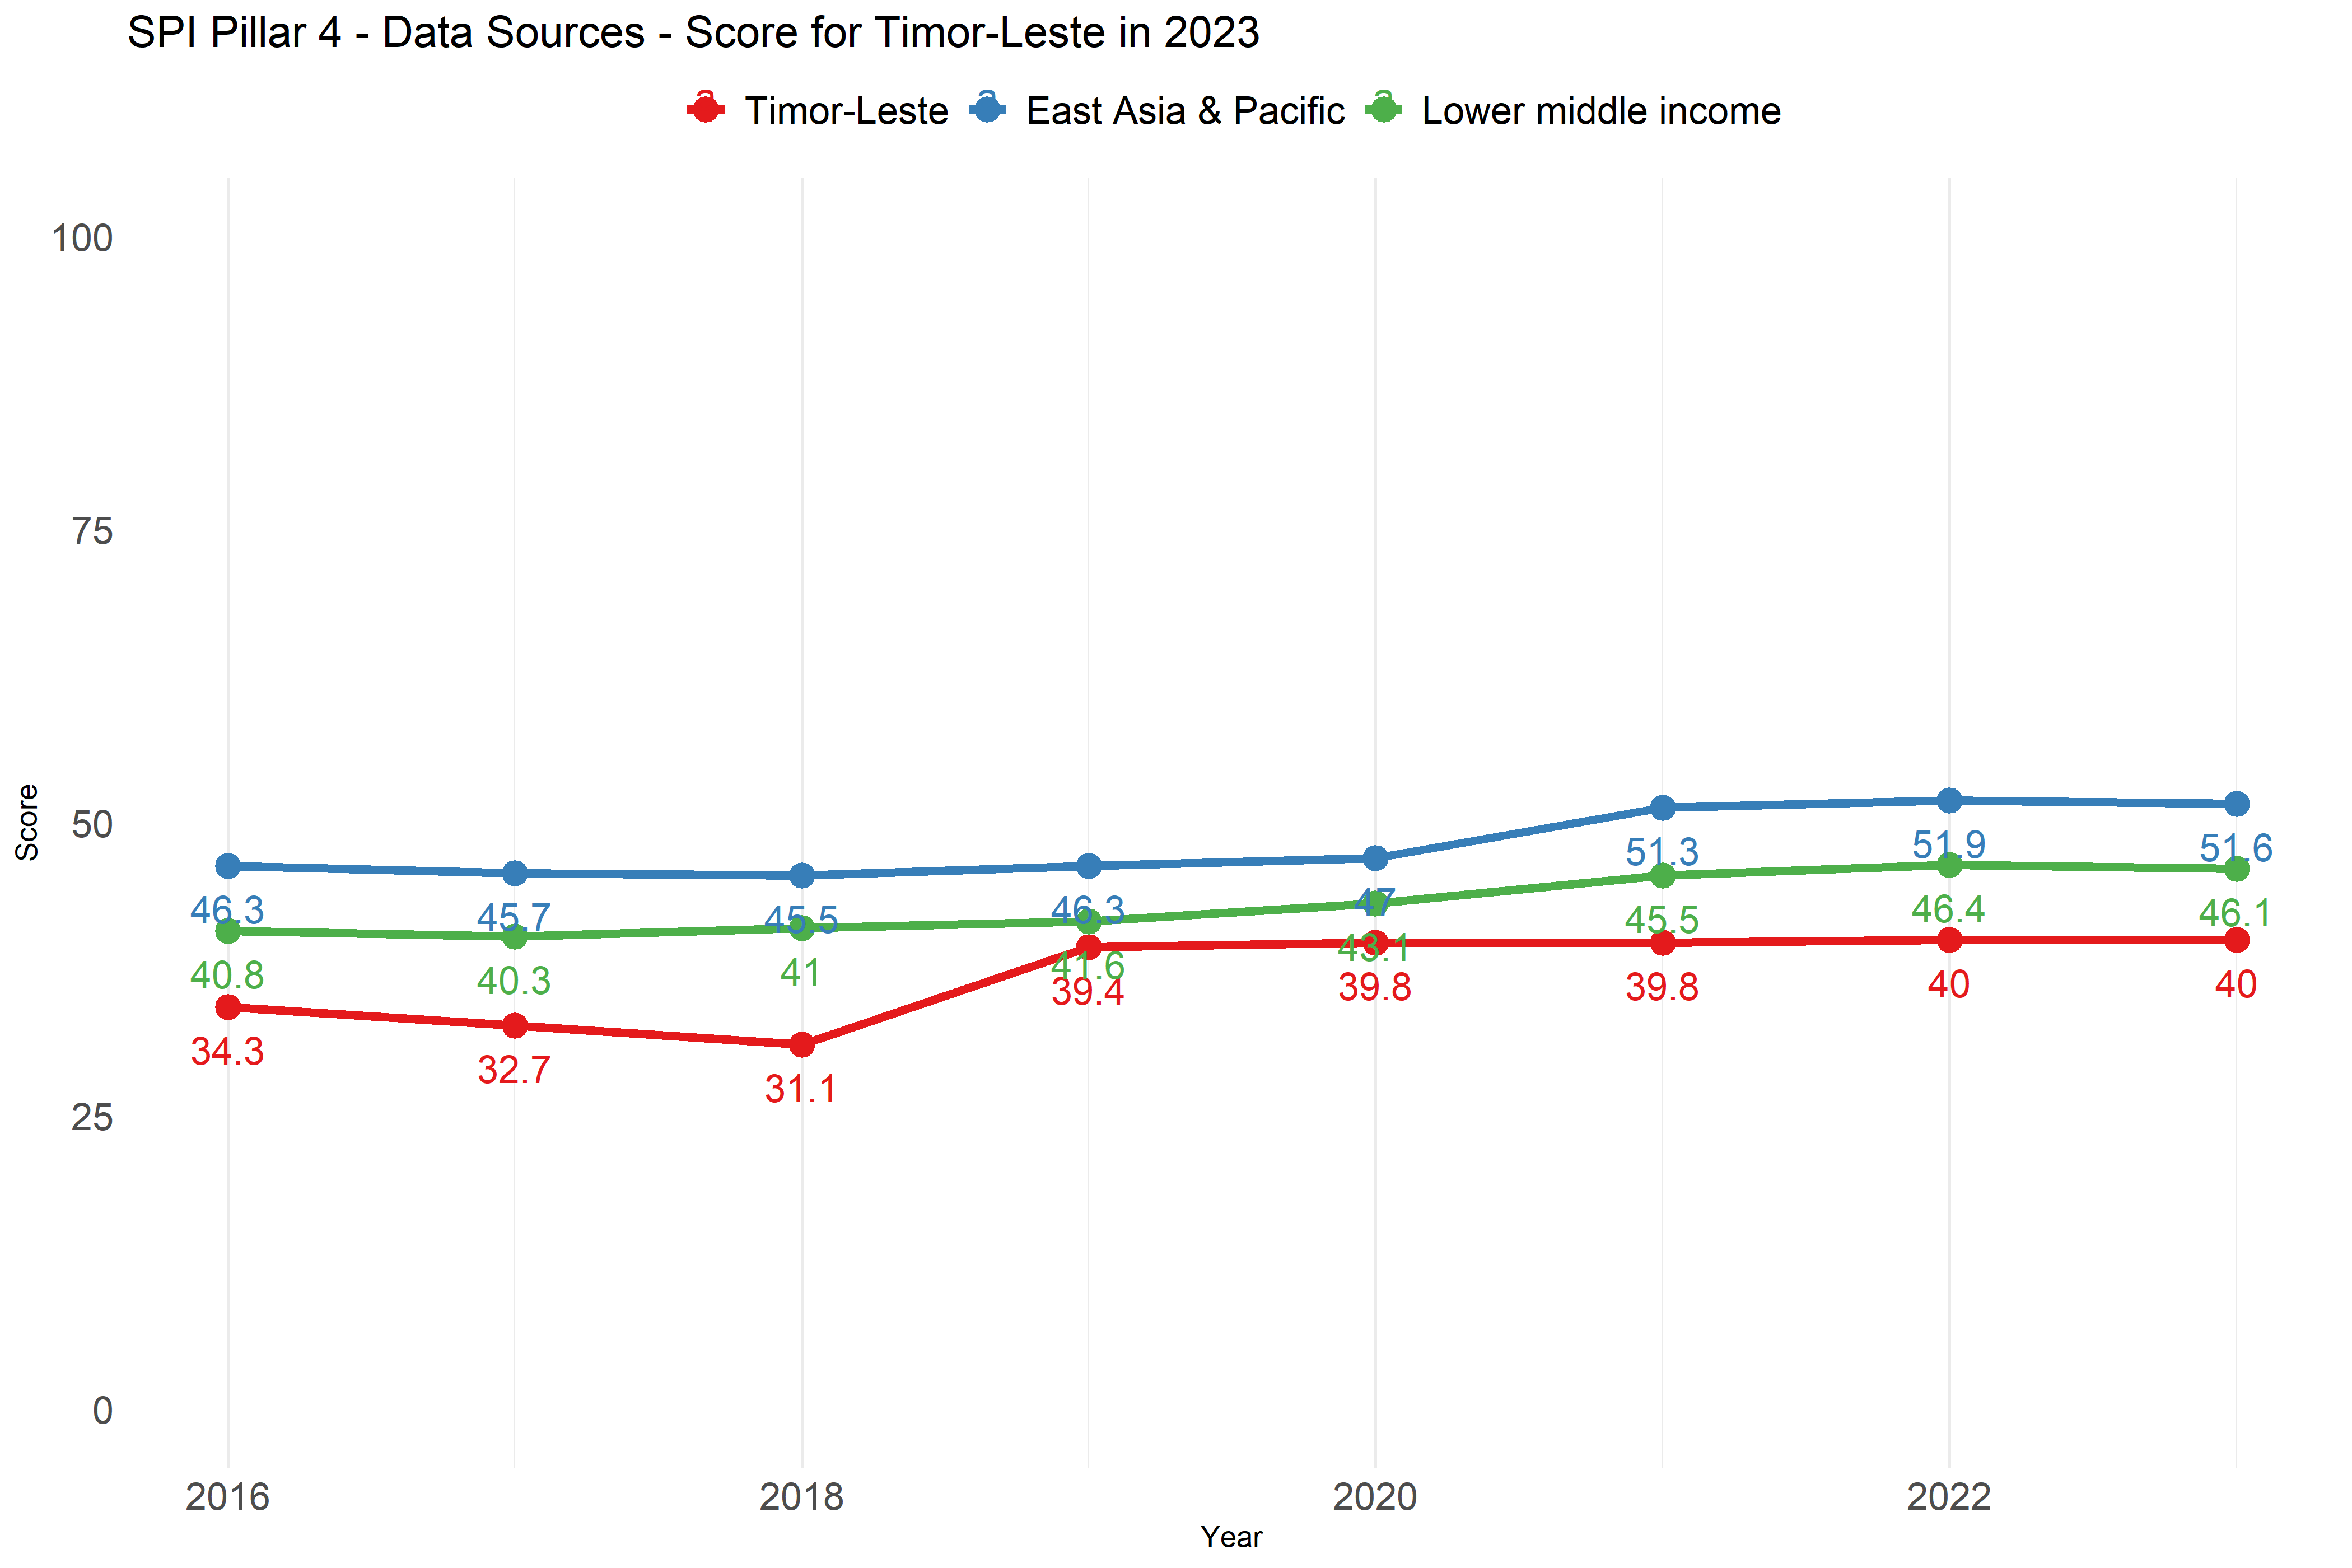 SPI Pillar 4 - Data Sources - Score for Timor-Leste in 2023
Timor-Leste East Asia & Pacific Lower middle income
100
75
50
25
0
Score
46.3 45.7 45.5 46.3 47 51.3 51.9 51.6
40.8 40.3 41 41.6 43.1 45.5 46.4 46.1
34.3 32.7 31.1 39.4 39.8 39.8 40 40
2016 2018 2020 2022
Year